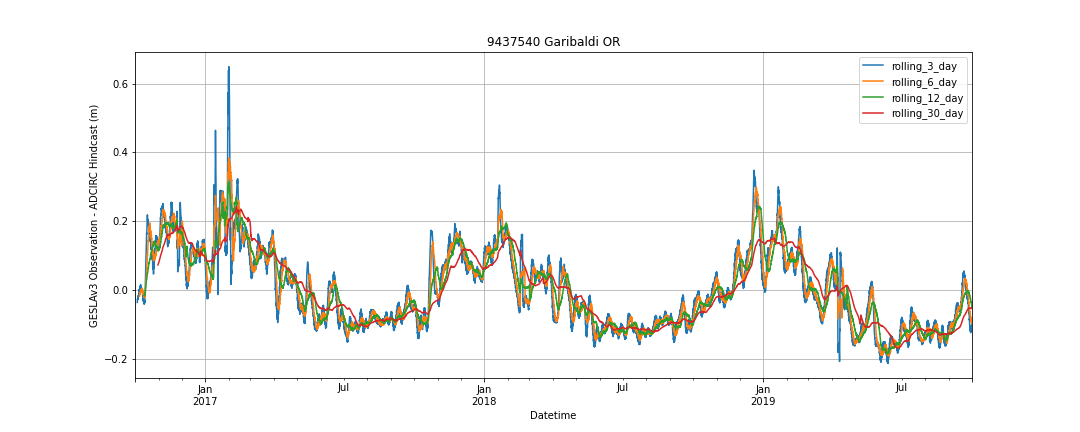 9437540 Garibaldi OR
GESLAv3 Observation - ADCIRC Hindcast (m)
0.6
0.4
0.2
0.0
−0.2
rolling_3_day
rolling_6_day
rolling_12_day
rolling_30_day
Jan
2017
Jul
Jan
2018
Jul
Jan
2019
Jul
Datetime